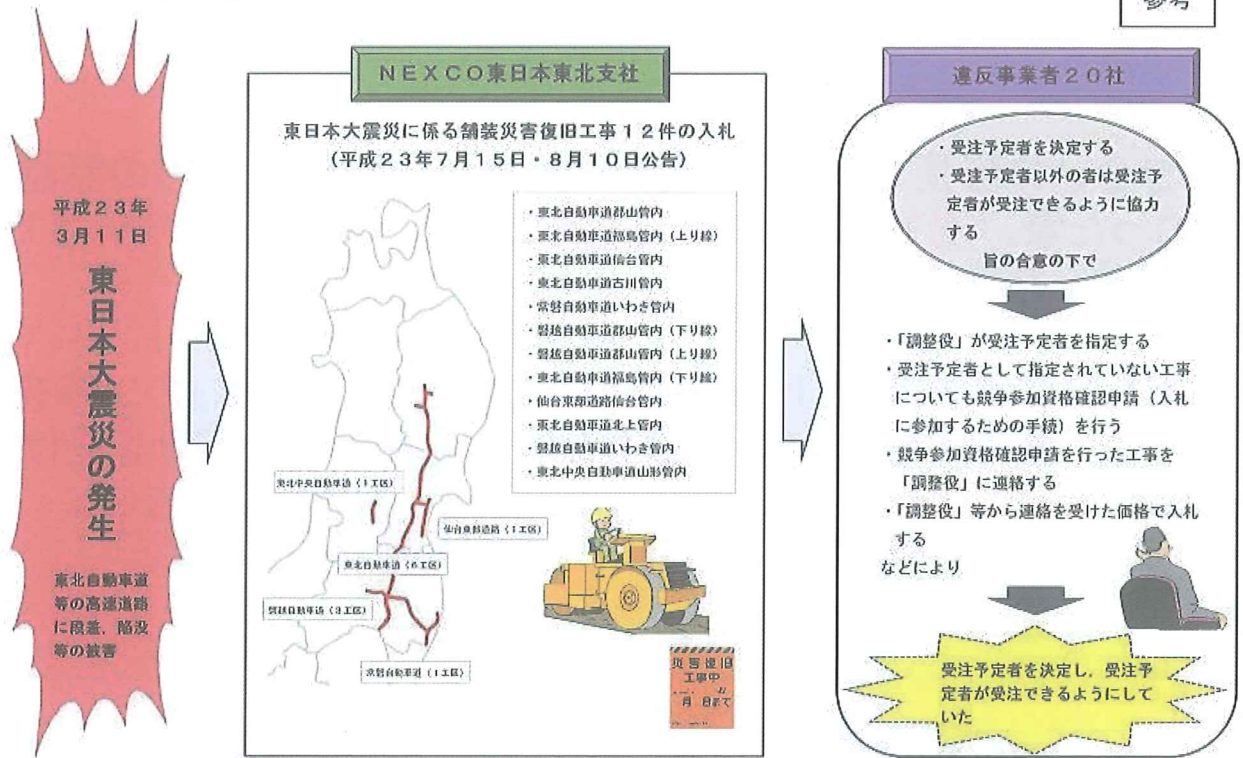 参考
平成23年
3月11日
東日本大震災の発生
東北自動車道
等の高速道路
に段差、陥没
等の被害
NEXCO東日本東北支社
東日本大震災に係る舗装災害復旧工事12件の入札
(平成23年7月15日・8月10日公告)
・東北自動車道郡山管内
・東北自動車道福島管内(上り線)
・東北自動車道仙台管内
・東北自動車道古川管内
・常磐自動車道いわき管内
・磐越自動車道郡山管内(下り線)
・磐越自動車道郡山管内(上り線)
・東北自動車道福島管内(下り線)
・仙台東部道路仙台管内
・東北自動車道北上管内
・磐越自動車道いわき管内
・東北中央自動車道山形管内
東北中央自動車道(1工区)
仙台東部道路(1工区)
東北自動車道(6工区)
磐越自動車道(3工区)
常磐自動車道(1工区)
災害復旧
工事中
月 日まで
違反事業者20社
・受注予定者を決定する
・受注予定者以外の者は受注予
定者が受注できるように協力
する
旨の合意の下で
・「調整役」が受注予定者を指定する
・受注予定者として指定されていない工事
についても競争参加資格確認申請(入札
に参加するための手続)を行う
・競争参加資格確認申請を行った工事を
「調整役」に連絡する
・「調整役」等から連絡を受けた価格で入札
する
などにより
受注予定者を決定し、受注予
定者が受注できるようにして
いた